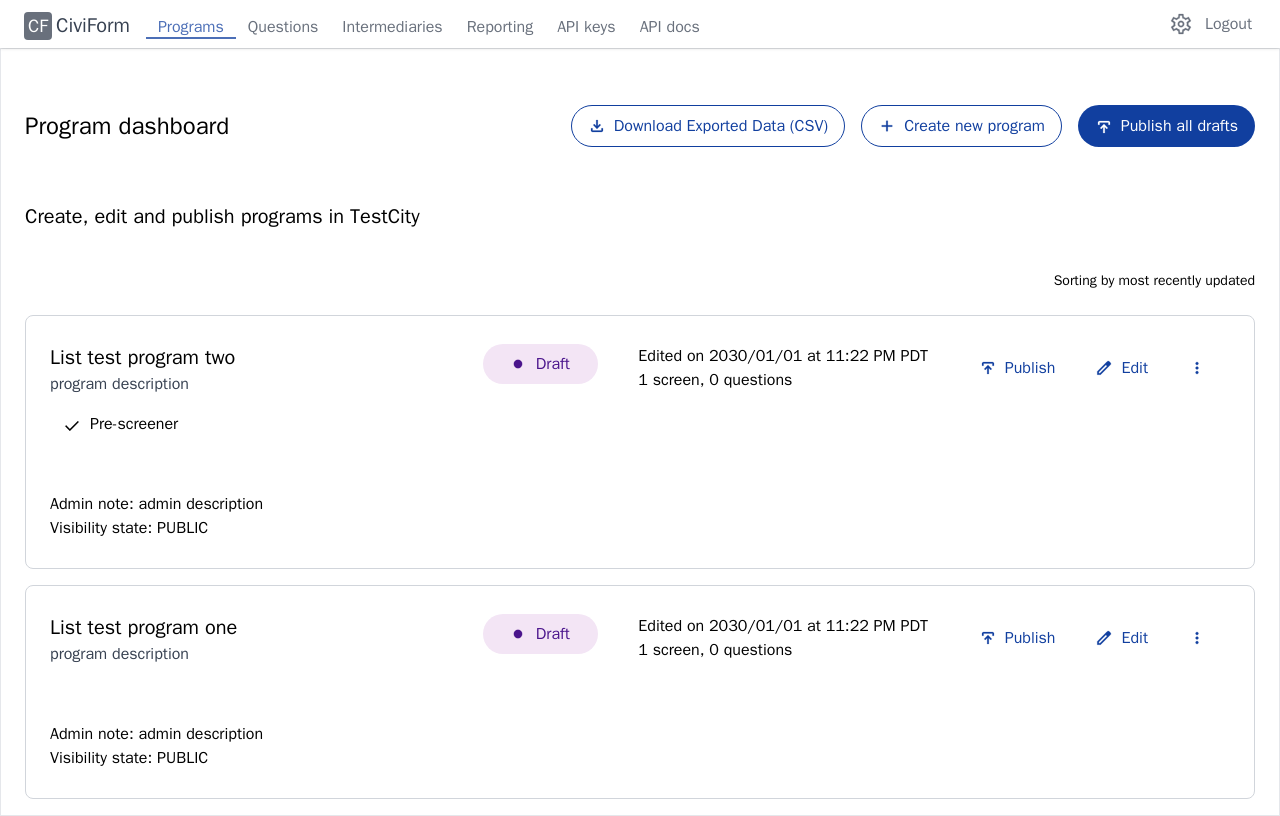 CF CiviForm Programs Questions Intermediaries Reporting API keys API docs Logout
Program dashboard Download Exported Data (CSV) Create new program Publish all drafts
Create, edit and publish programs in TestCity
Sorting by most recently updated
List test program two
program description
Pre-screener
Draft
Edited on 2030/01/01 at 11:22 PM PDT
1 screen, 0 questions
Publish Edit
Admin note: admin description
Visibility state: PUBLIC
List test program one
program description
Draft
Edited on 2030/01/01 at 11:22 PM PDT
1 screen, 0 questions
Publish Edit
Admin note: admin description
Visibility state: PUBLIC